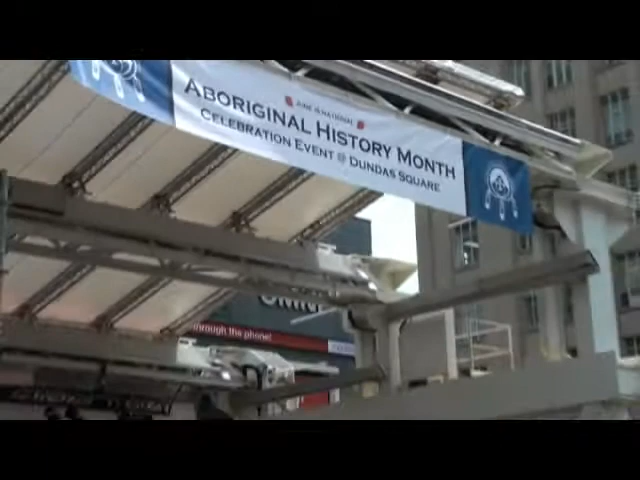 JUNE IS NATIONAL
ABORIGINAL HISTORY MONTH
CELEBRATION EVENT @ DUNDAS SQUARE
through the phone!